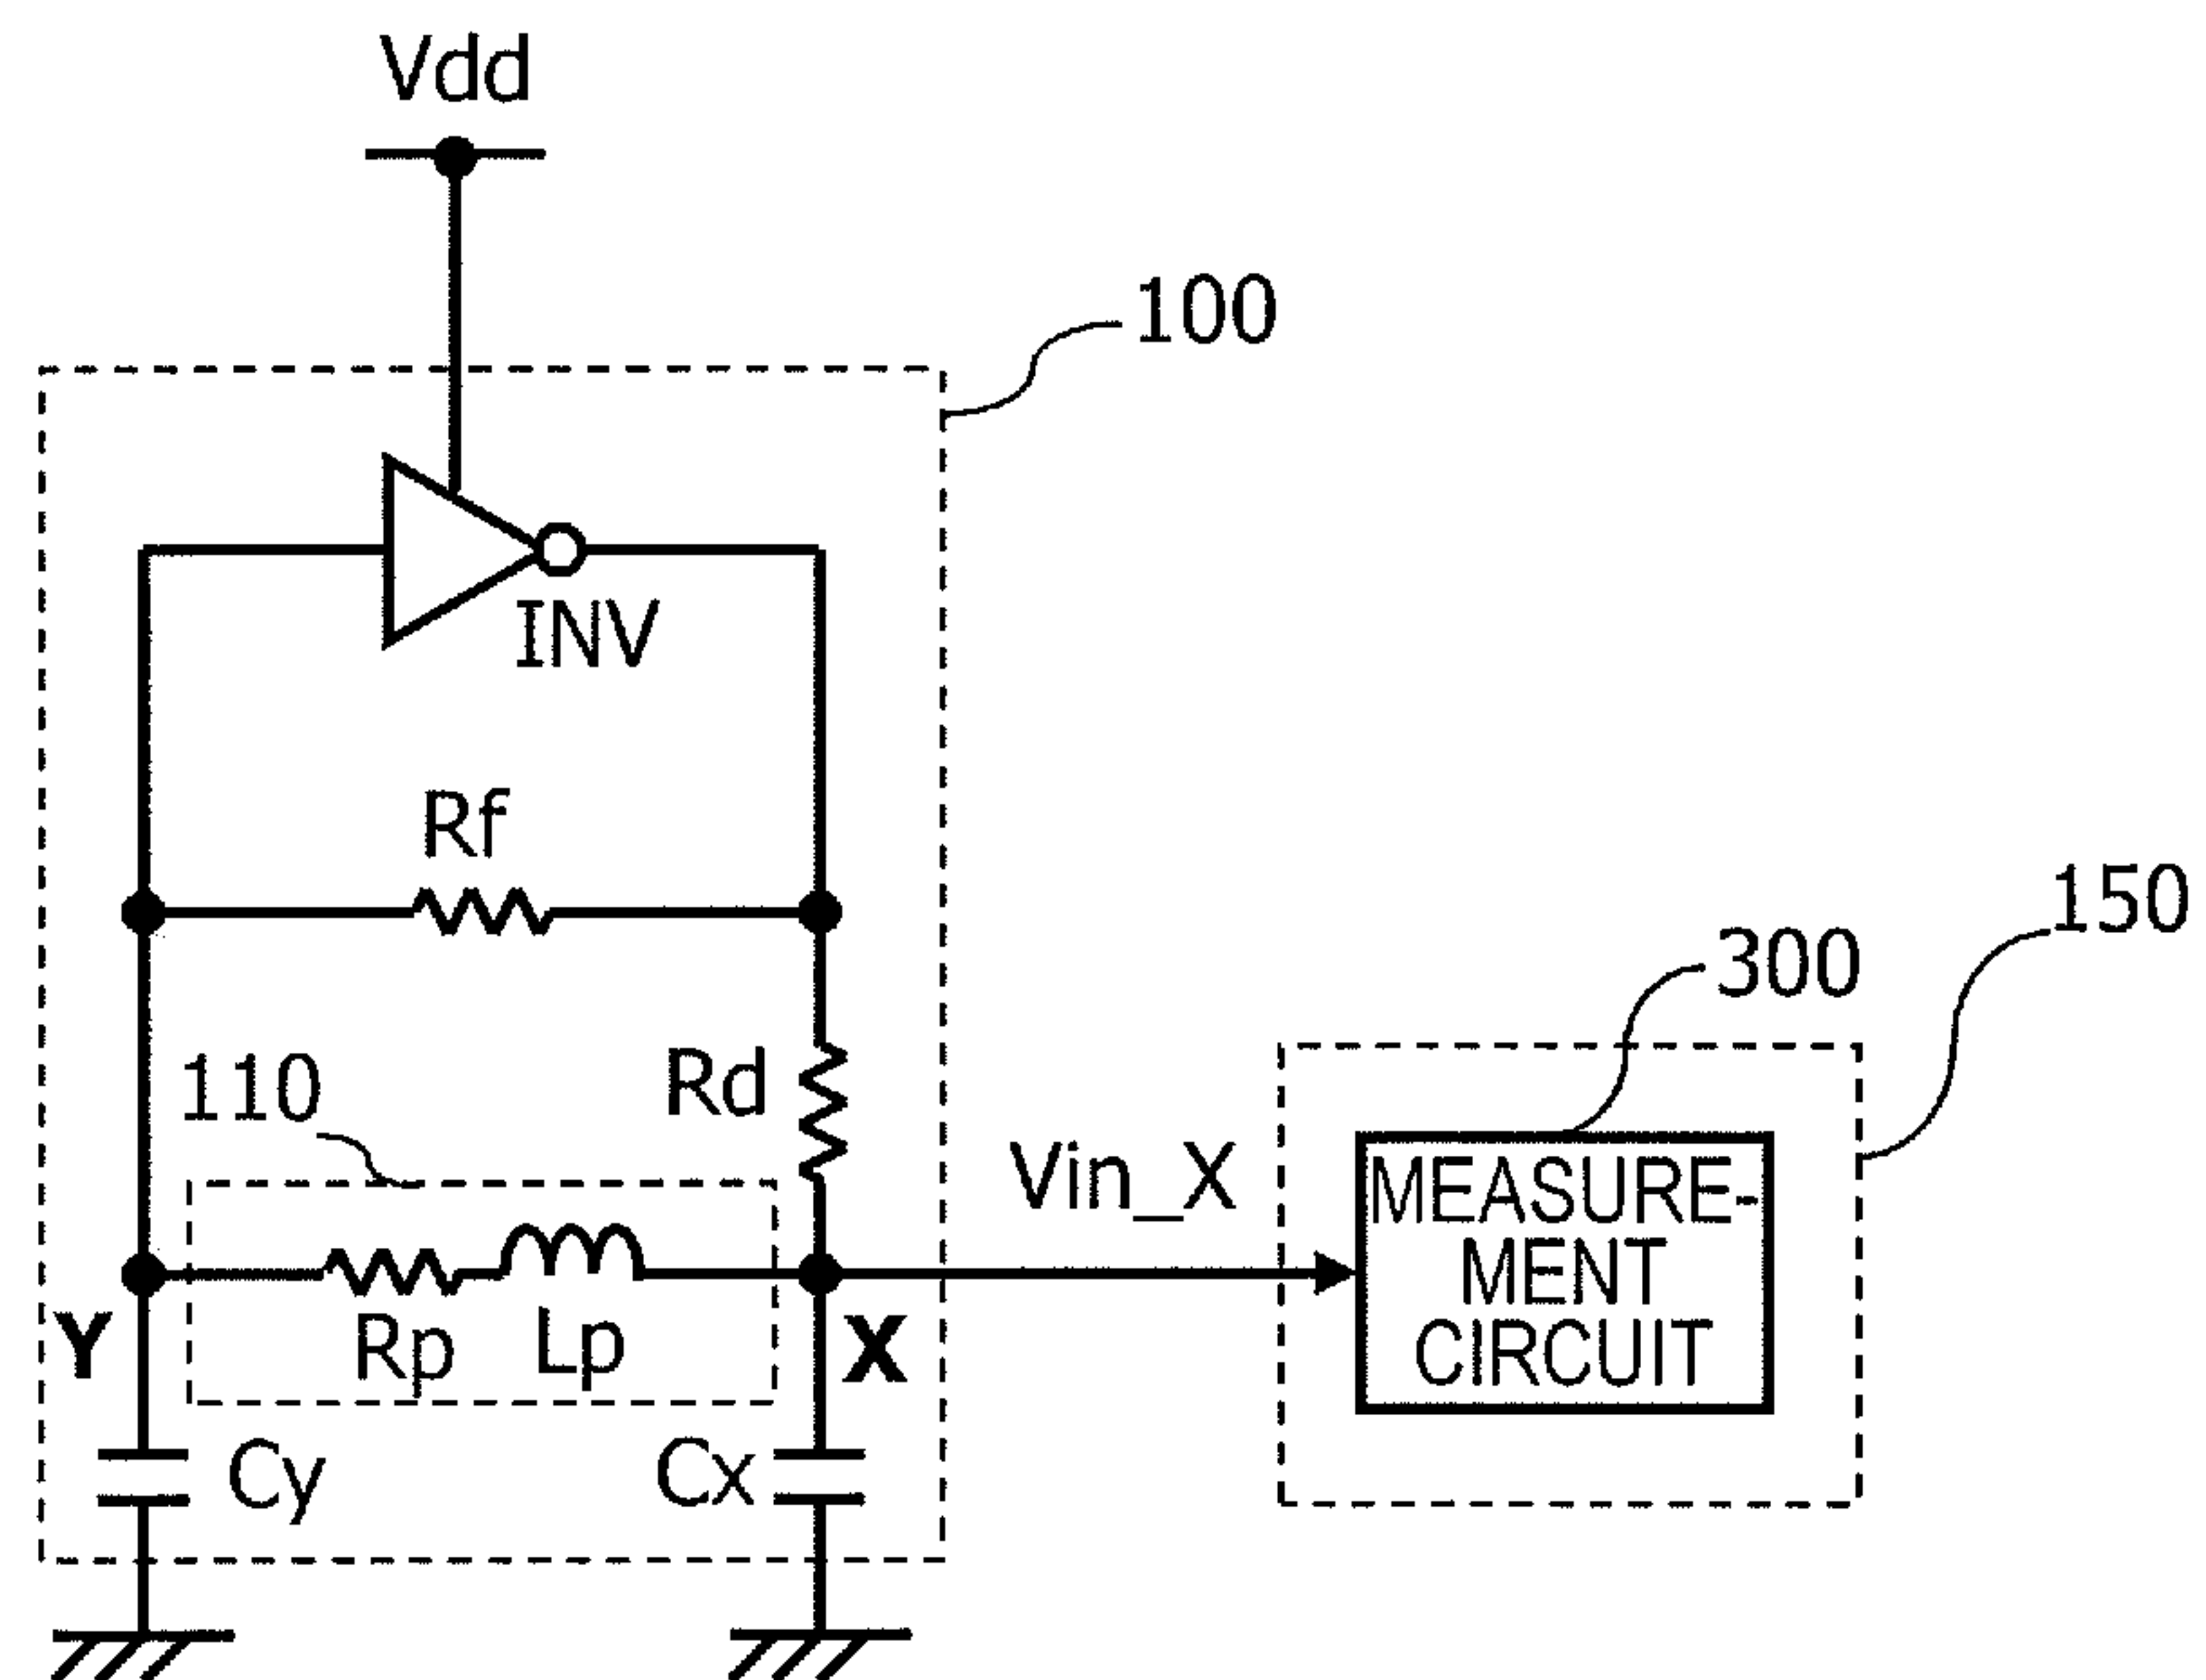 Vdd
100
INV
Rf
150
300
Rd
110
Vin_X
MEASURE-
MENT
CIRCUIT
Y
Rp
Lp
X
Cy
Cx